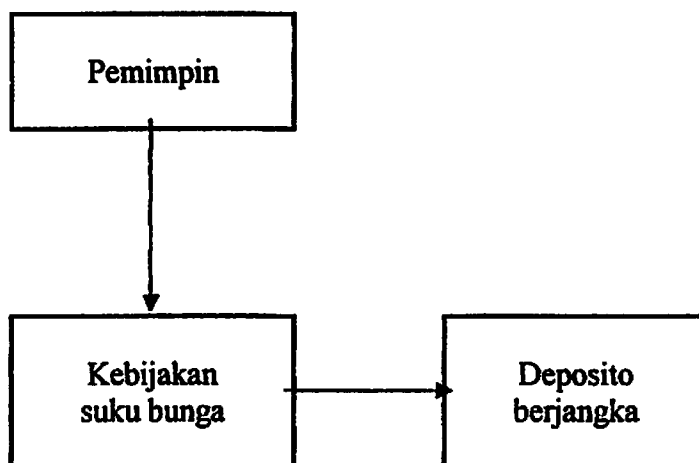 Pemimpin
Kebijakan
suku bunga
Deposito
berjangka